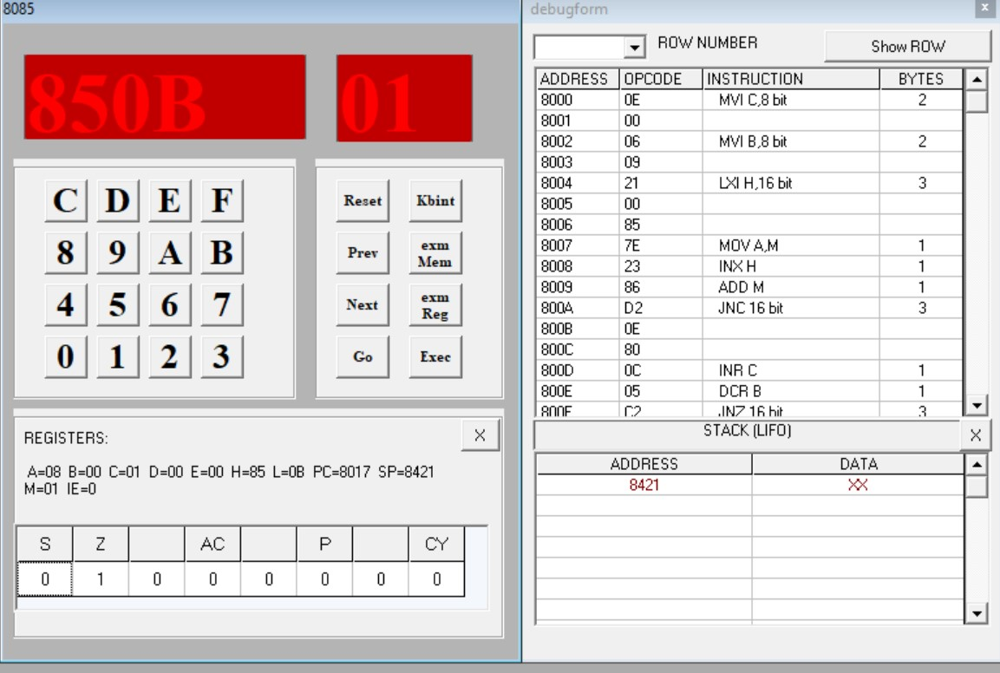 8085
850B 01
C D E F
8 9 A B
4 5 6 7
0 1 2 3
Reset Kbint
Prev exm Mem
Next exm Reg
Go Exec
REGISTERS: X
A=08 B=00 C=01 D=00 E=00 H=85 L=0B PC=8017 SP=8421
M=01 IE=0
S Z AC P CY
0 1 0 0 0 0 0 0
debugform x
ROW NUMBER Show ROW
ADDRESS OPCODE INSTRUCTION BYTES
8000 0E MVI C,8 bit 2
8001 00
8002 06 MVI B,8 bit 2
8003 09
8004 21 LXI H,16 bit 3
8005 00
8006 85
8007 7E MOV A,M 1
8008 23 INX H 1
8009 86 ADD M 1
800A D2 JNC 16 bit 3
800B 0E
800C 80
800D 0C INR C 1
800E 05 DCR B 1
800F C2 JNZ 16 bit 3
STACK (LIFO) X
ADDRESS DATA
8421 XX